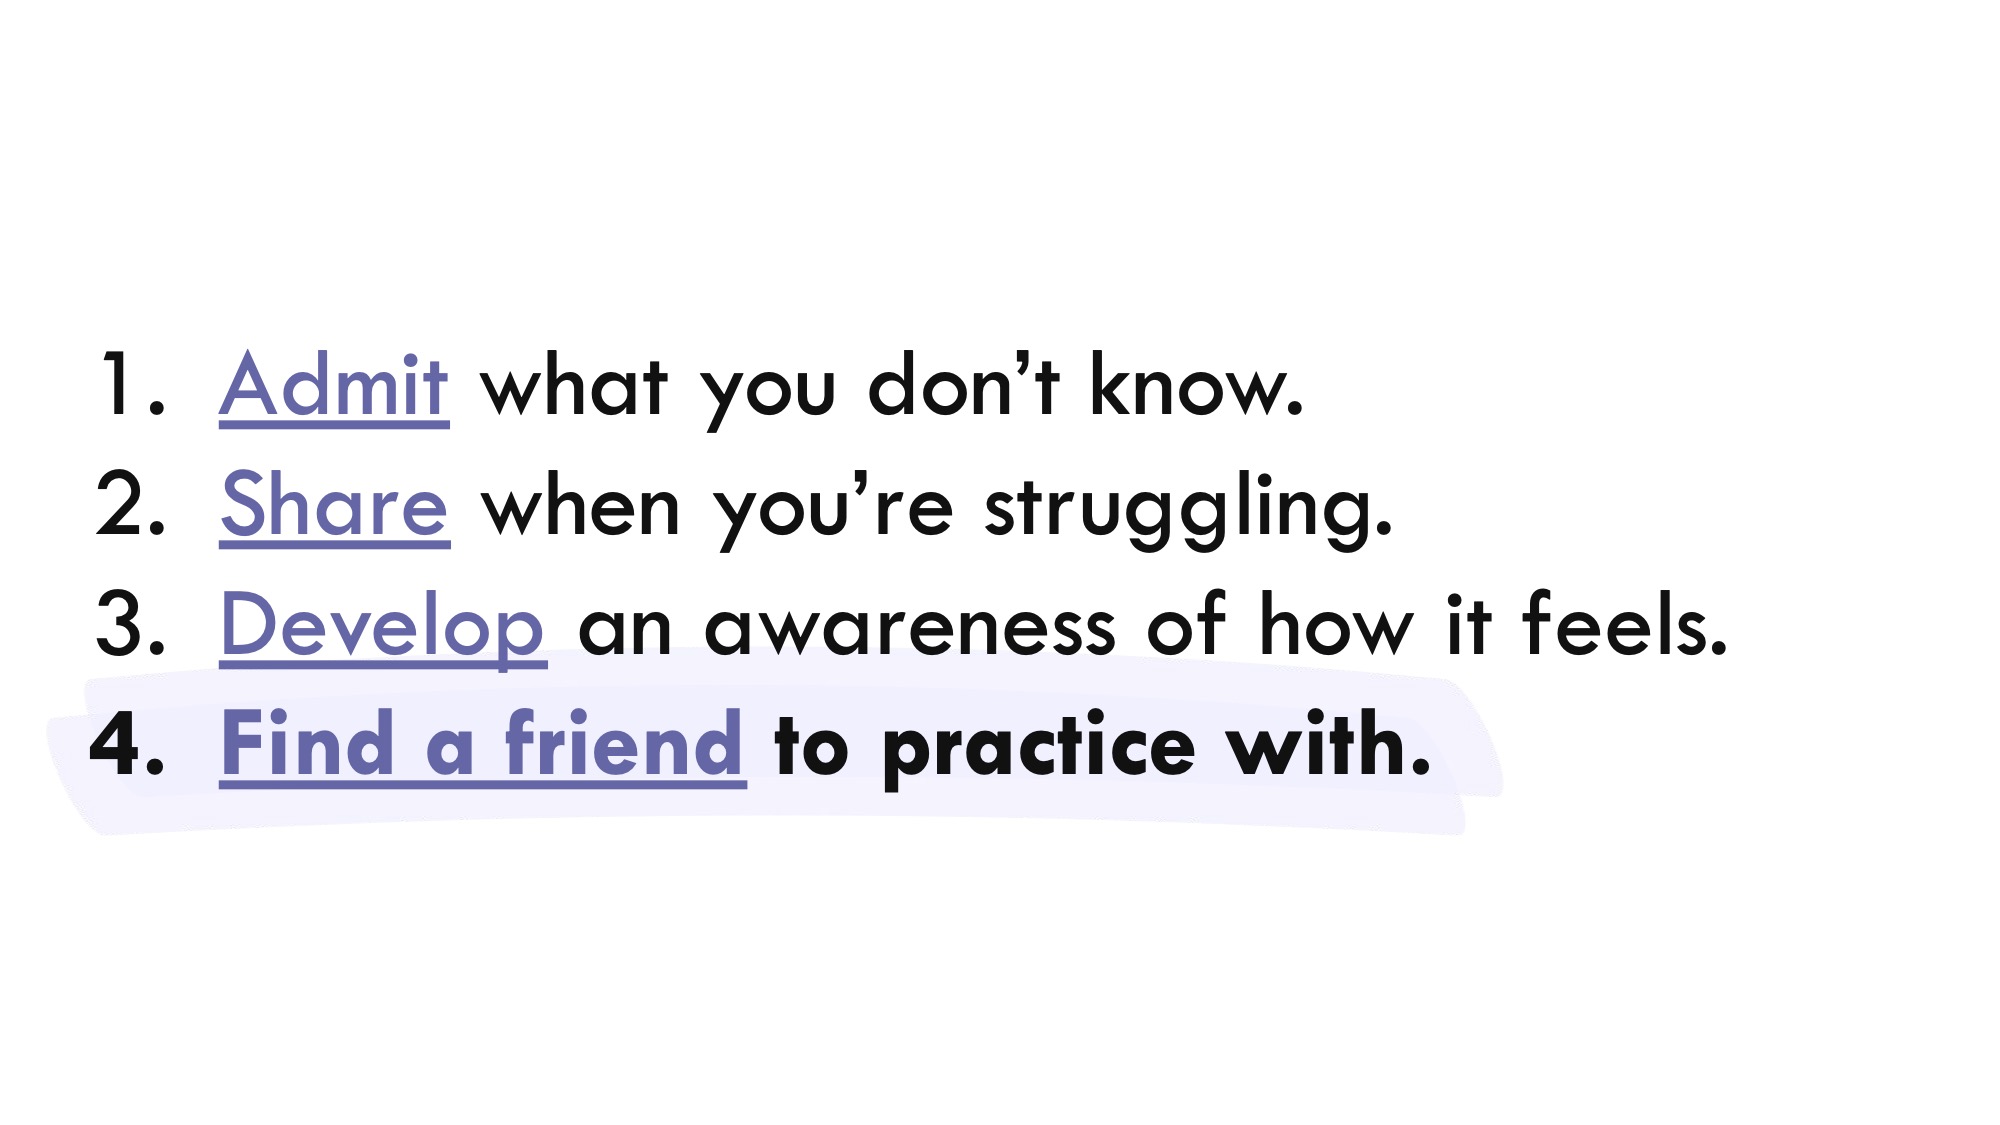 1. Admit what you don’t know.
2. Share when you’re struggling.
3. Develop an awareness of how it feels.
4. Find a friend to practice with.